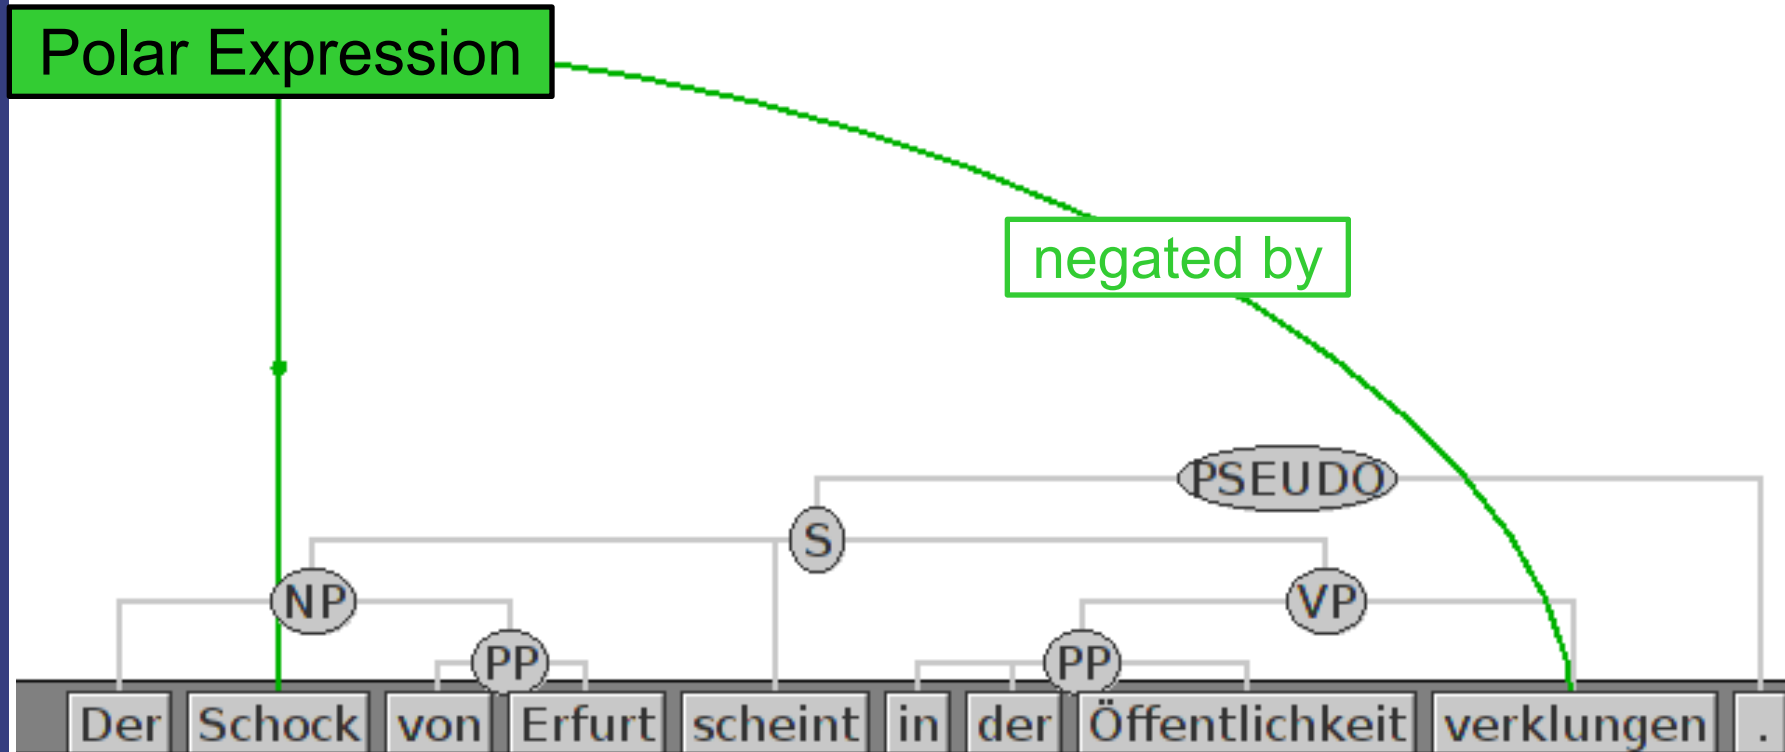 Polar Expression
negated by
PSEUDO
S
NP VP
PP PP
Der Schock von Erfurt scheint in der Öffentlichkeit verklungen .